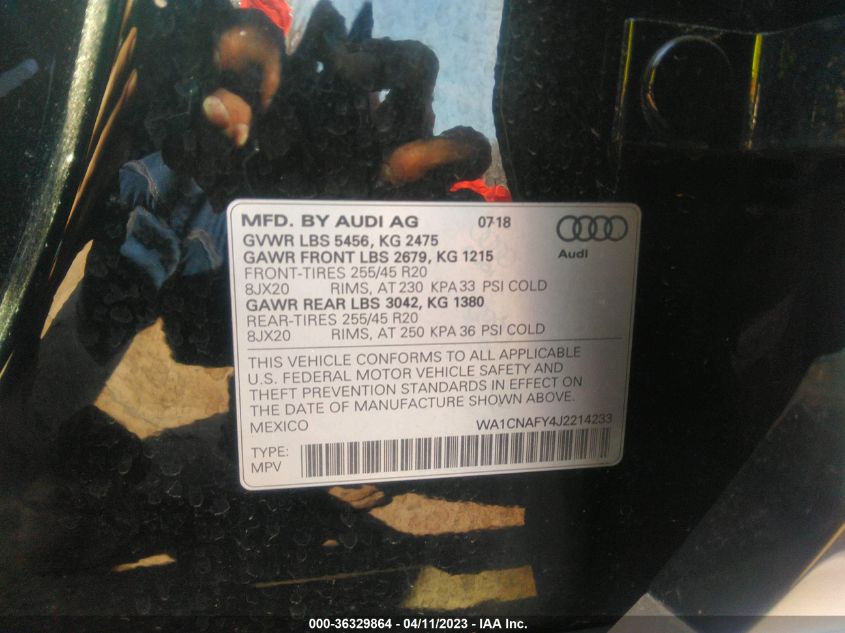 MFD. BY AUDI AG 07-18
GVWR LBS 5456, KG 2475
GAWR FRONT LBS 2679, KG 1215
FRONT-TIRES 255/45 R20
8JX20 RIMS, AT 230 KPA 33 PSI COLD
GAWR REAR LBS 3042, KG 1380
REAR-TIRES 255/45 R20
8JX20 RIMS, AT 250 KPA 36 PSI COLD
Audi
THIS VEHICLE CONFORMS TO ALL APPLICABLE
U.S. FEDERAL MOTOR VEHICLE SAFETY AND
THEFT PREVENTION STANDARDS IN EFFECT ON
THE DATE OF MANUFACTURE SHOWN ABOVE.
MEXICO WA1CNAFY4J2214233
TYPE:
MPV
000-36329864 - 04/11/2023 - IAA Inc.